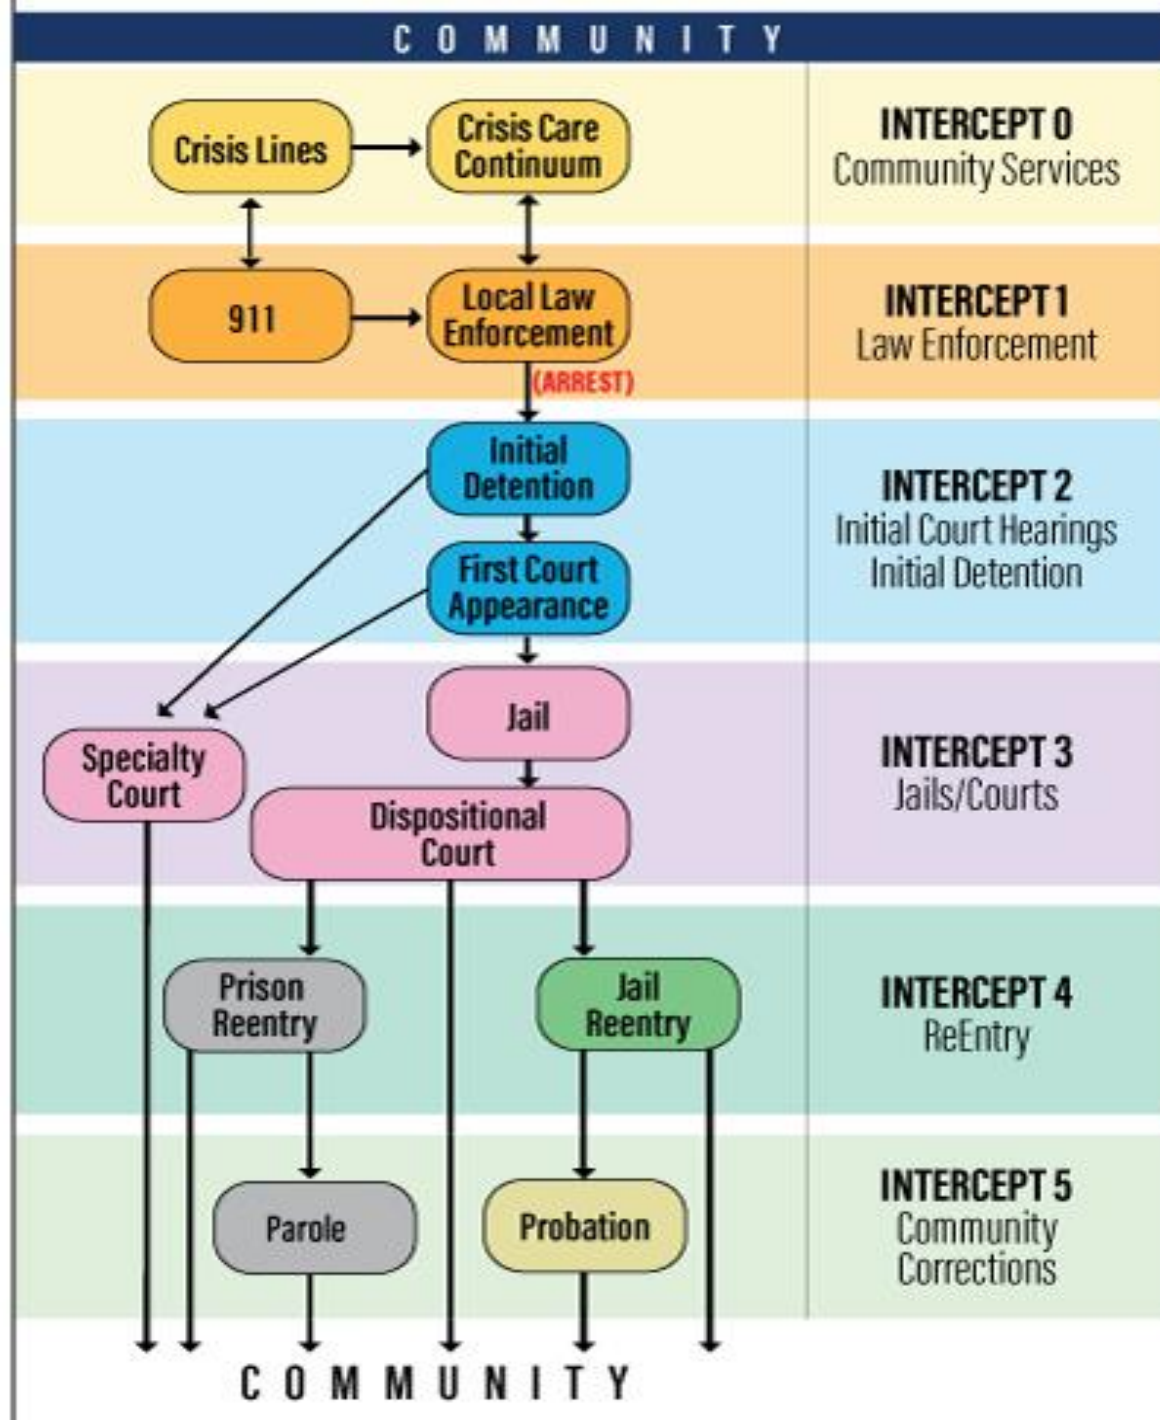 COMMUNITY
Crisis Lines
Crisis Care
Continuum
INTERCEPT 0
Community Services
911
Local Law
Enforcement
(ARREST)
INTERCEPT 1
Law Enforcement
Initial
Detention
First Court
Appearance
INTERCEPT 2
Initial Court Hearings
Initial Detention
Jail
Specialty
Court
Dispositional
Court
INTERCEPT 3
Jails/Courts
Prison
Reentry
Jail
Reentry
INTERCEPT 4
ReEntry
Parole
Probation
INTERCEPT 5
Community
Corrections
COMMUNITY